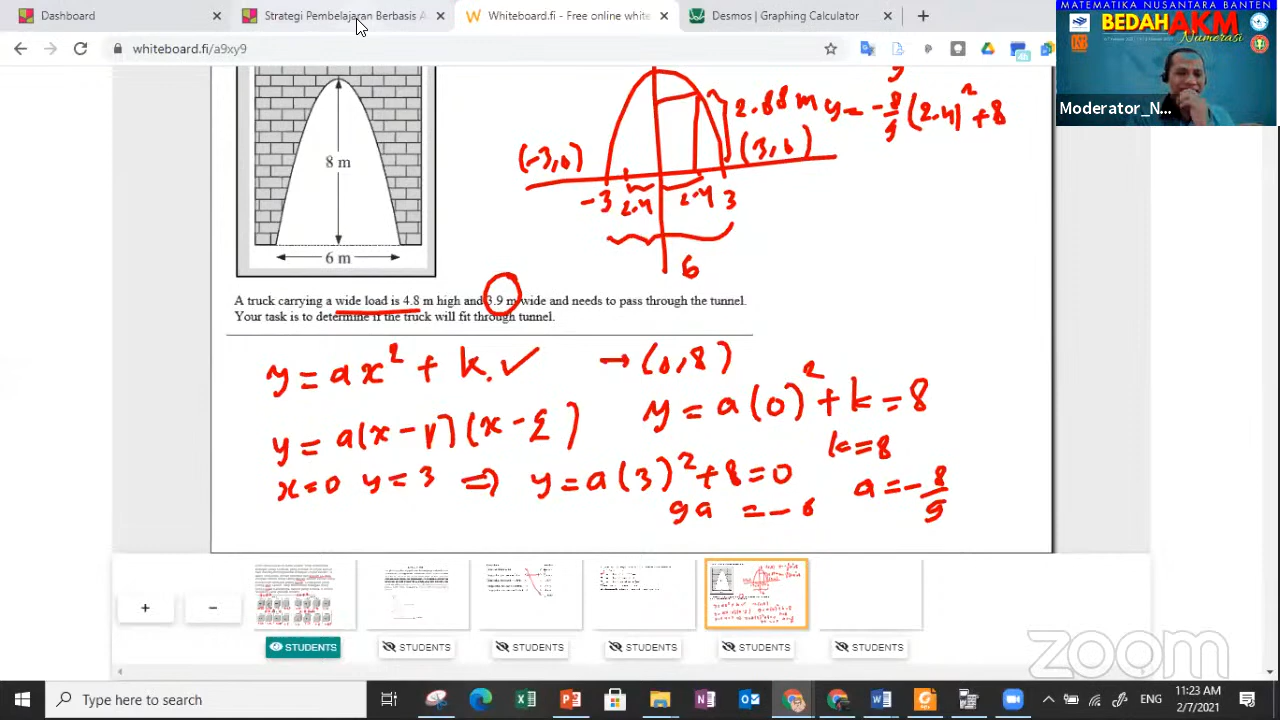 Dashboard
Strategi Pembelajaran Berbasis A
Whiteboard.fi - Free online white
Desmos | Graphing Calculator
whiteboard.fi/a9xy9
MATEMATIKA NUSANTARA BANTEN
BEDAH AKM
Numerasi
Moderator_N...
8 m
6 m
2.88 m y = -8/9 (2.4)² + 8
(-3,0)
(3,0)
-3 2.4 2.4 3
6
A truck carrying a wide load is 4.8 m high and 3.9 m wide and needs to pass through the tunnel.
Your task is to determine if the truck will fit through tunnel.
y = ax² + k. ✓ → (0,8)
y = a(0)² + k = 8
y = a(x - )(x - )
k = 8
x = 0 y = 3 ⇒ y = a(3)² + 8 = 0
a = -8/9
9a = -8
+
−
STUDENTS
STUDENTS
STUDENTS
STUDENTS
STUDENTS
STUDENTS
zoom
Type here to search
ENG
11:23 AM
2/7/2021